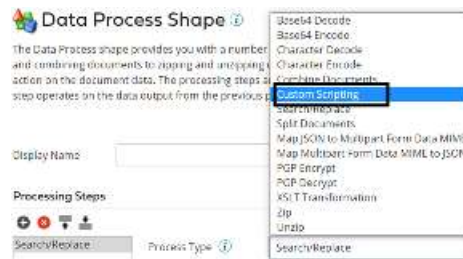 Data Process Shape
The Data Process shape provides you with a number
and combining documents to zipping and unzipping
action on the document data. The processing steps a
step operates on the data output from the previous p
Display Name
Processing Steps
Search/Replace
Process Type
Base64 Decode
Base64 Encode
Character Decode
Character Encode
Combine Documents
Custom Scripting
Search/Replace
Split Documents
Map JSON to Multipart Form Data MIME
Map Multipart Form Data MIME to JSON
PGP Encrypt
PGP Decrypt
XSLT Transformation
Zip
Unzip
Search/Replace